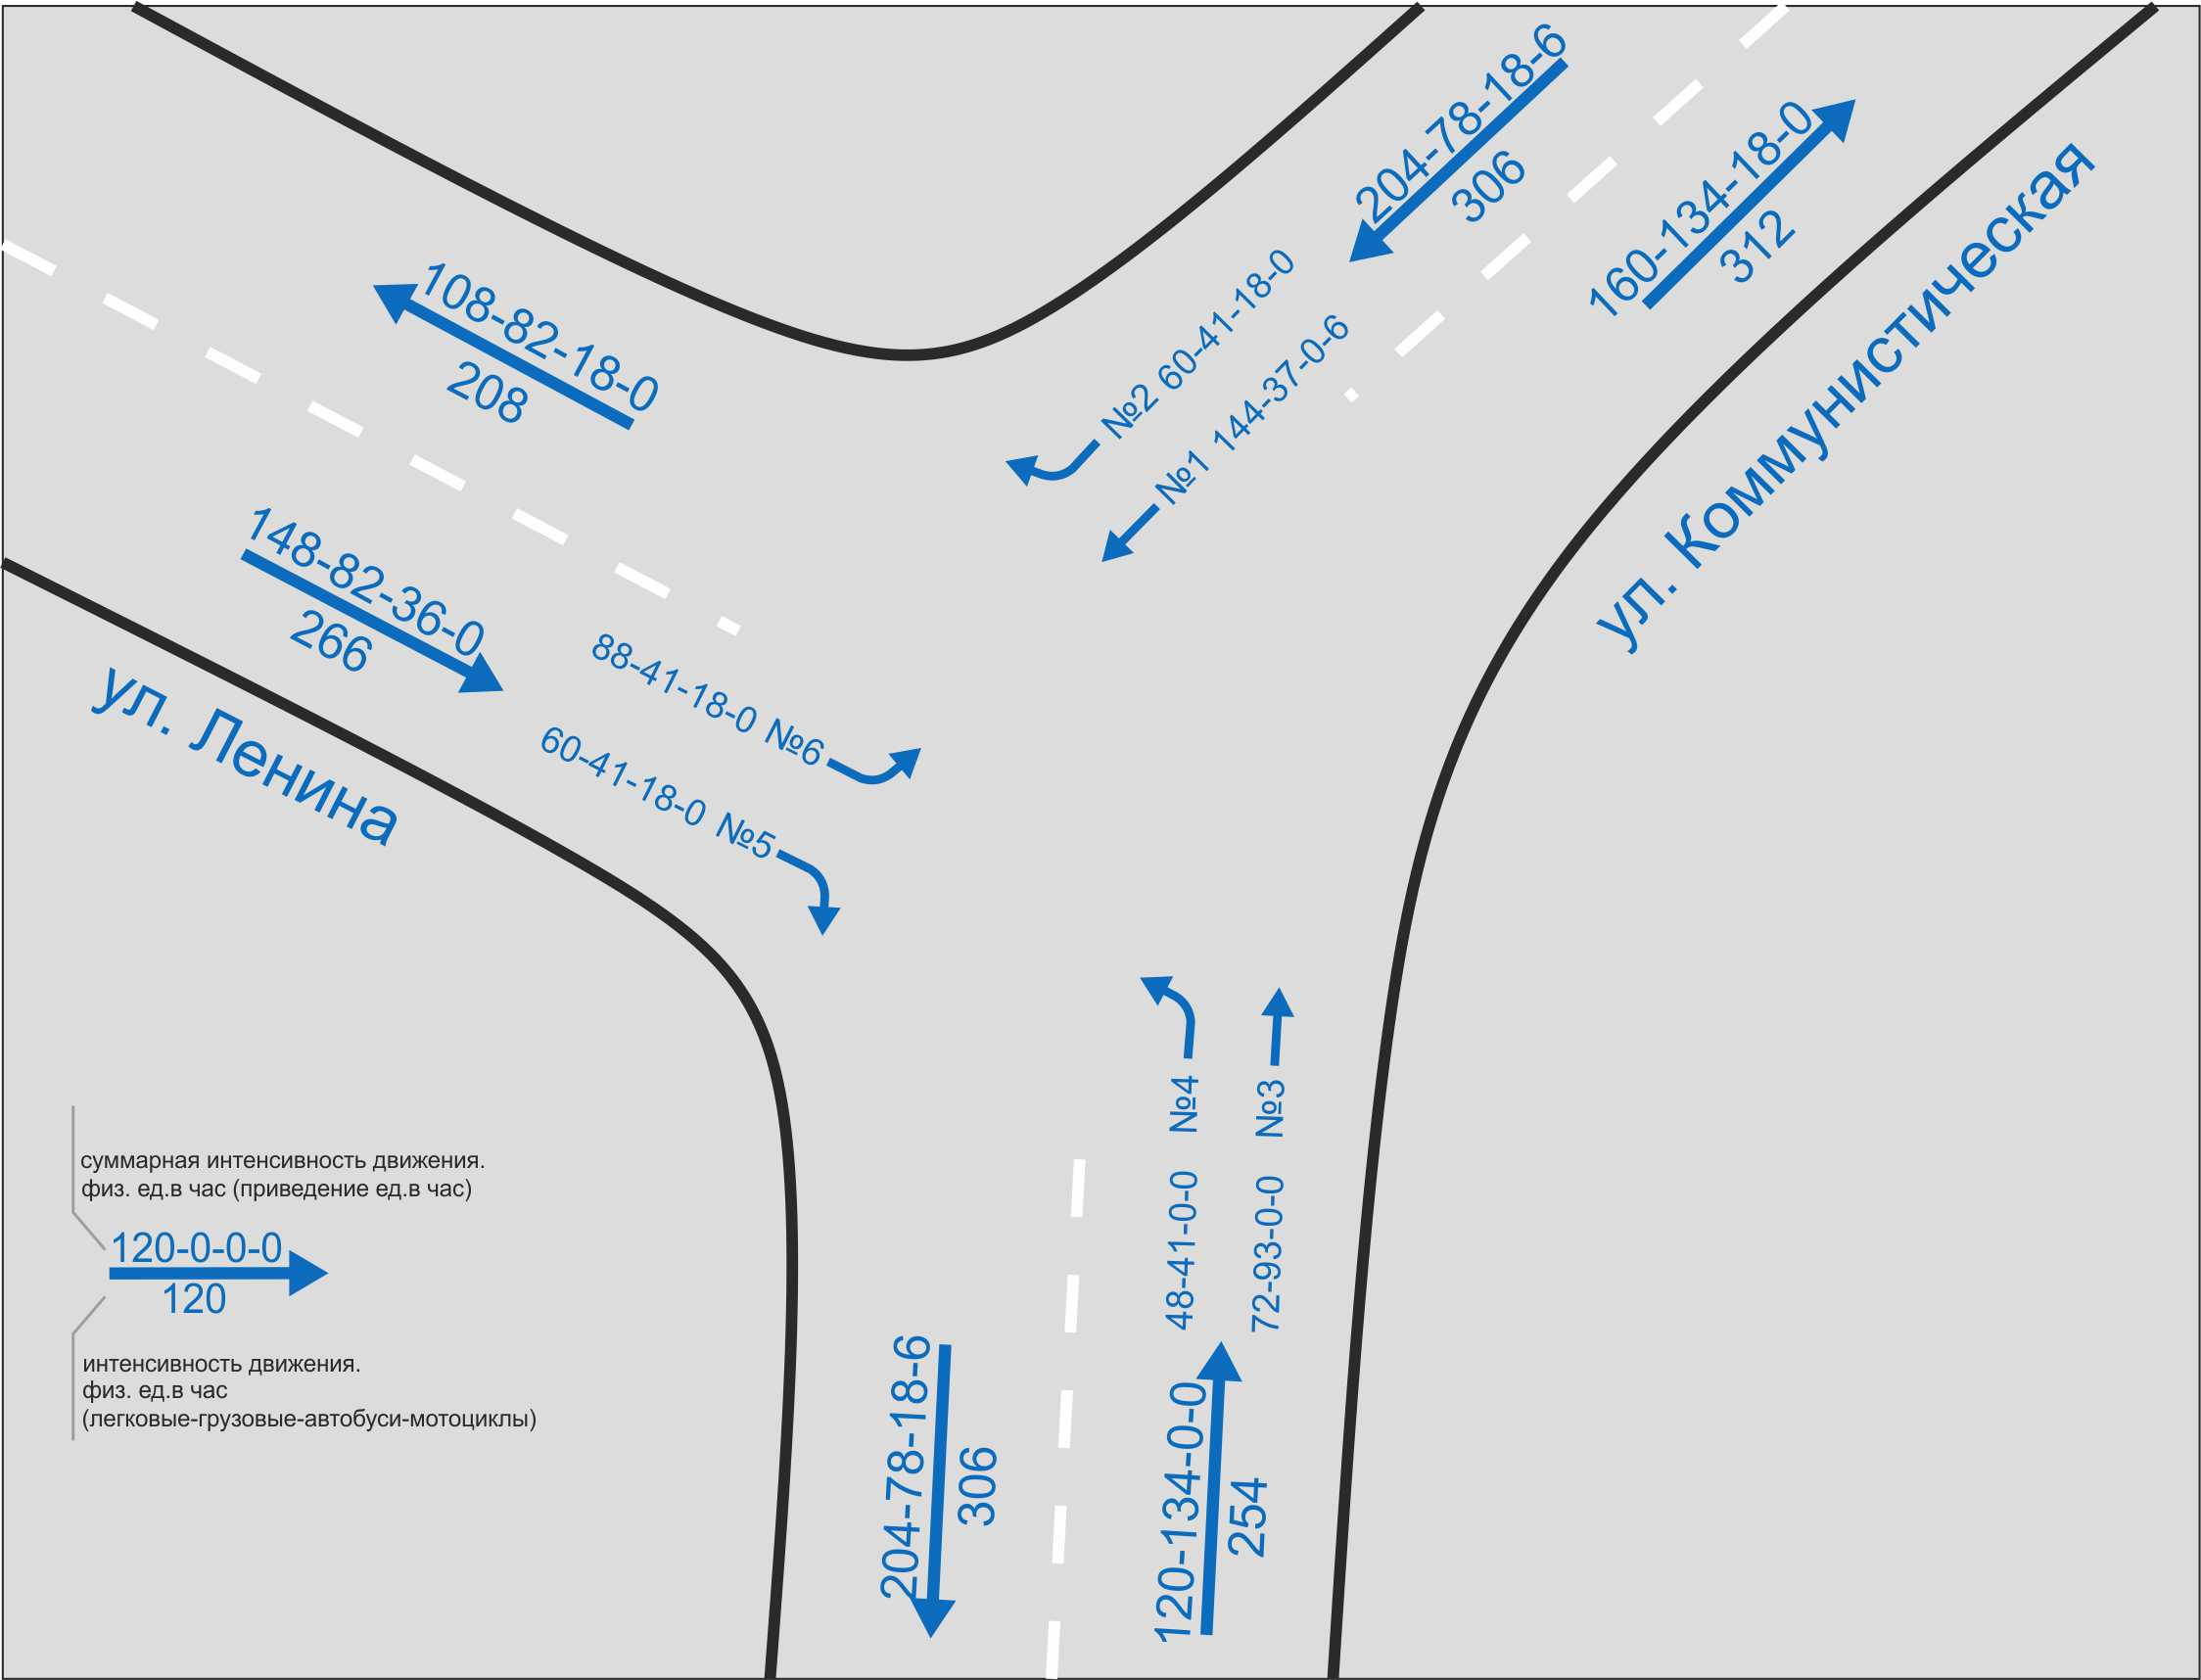 204-78-18-6
306
160-134-18-0
312
ул. Коммунистическая
№2 60-41-18-0
№1 144-37-0-6
108-82-18-0
208
148-82-36-0
266
ул. Ленина
88-41-18-0 №6
60-41-18-0 №5
48-41-0-0 №4
72-93-0-0 №3
204-78-18-6
306
120-134-0-0
254
суммарная интенсивность движения.
физ. ед.в час (приведение ед.в час)
120-0-0-0
120
интенсивность движения.
физ. ед.в час
(легковые-грузовые-автобуси-мотоциклы)